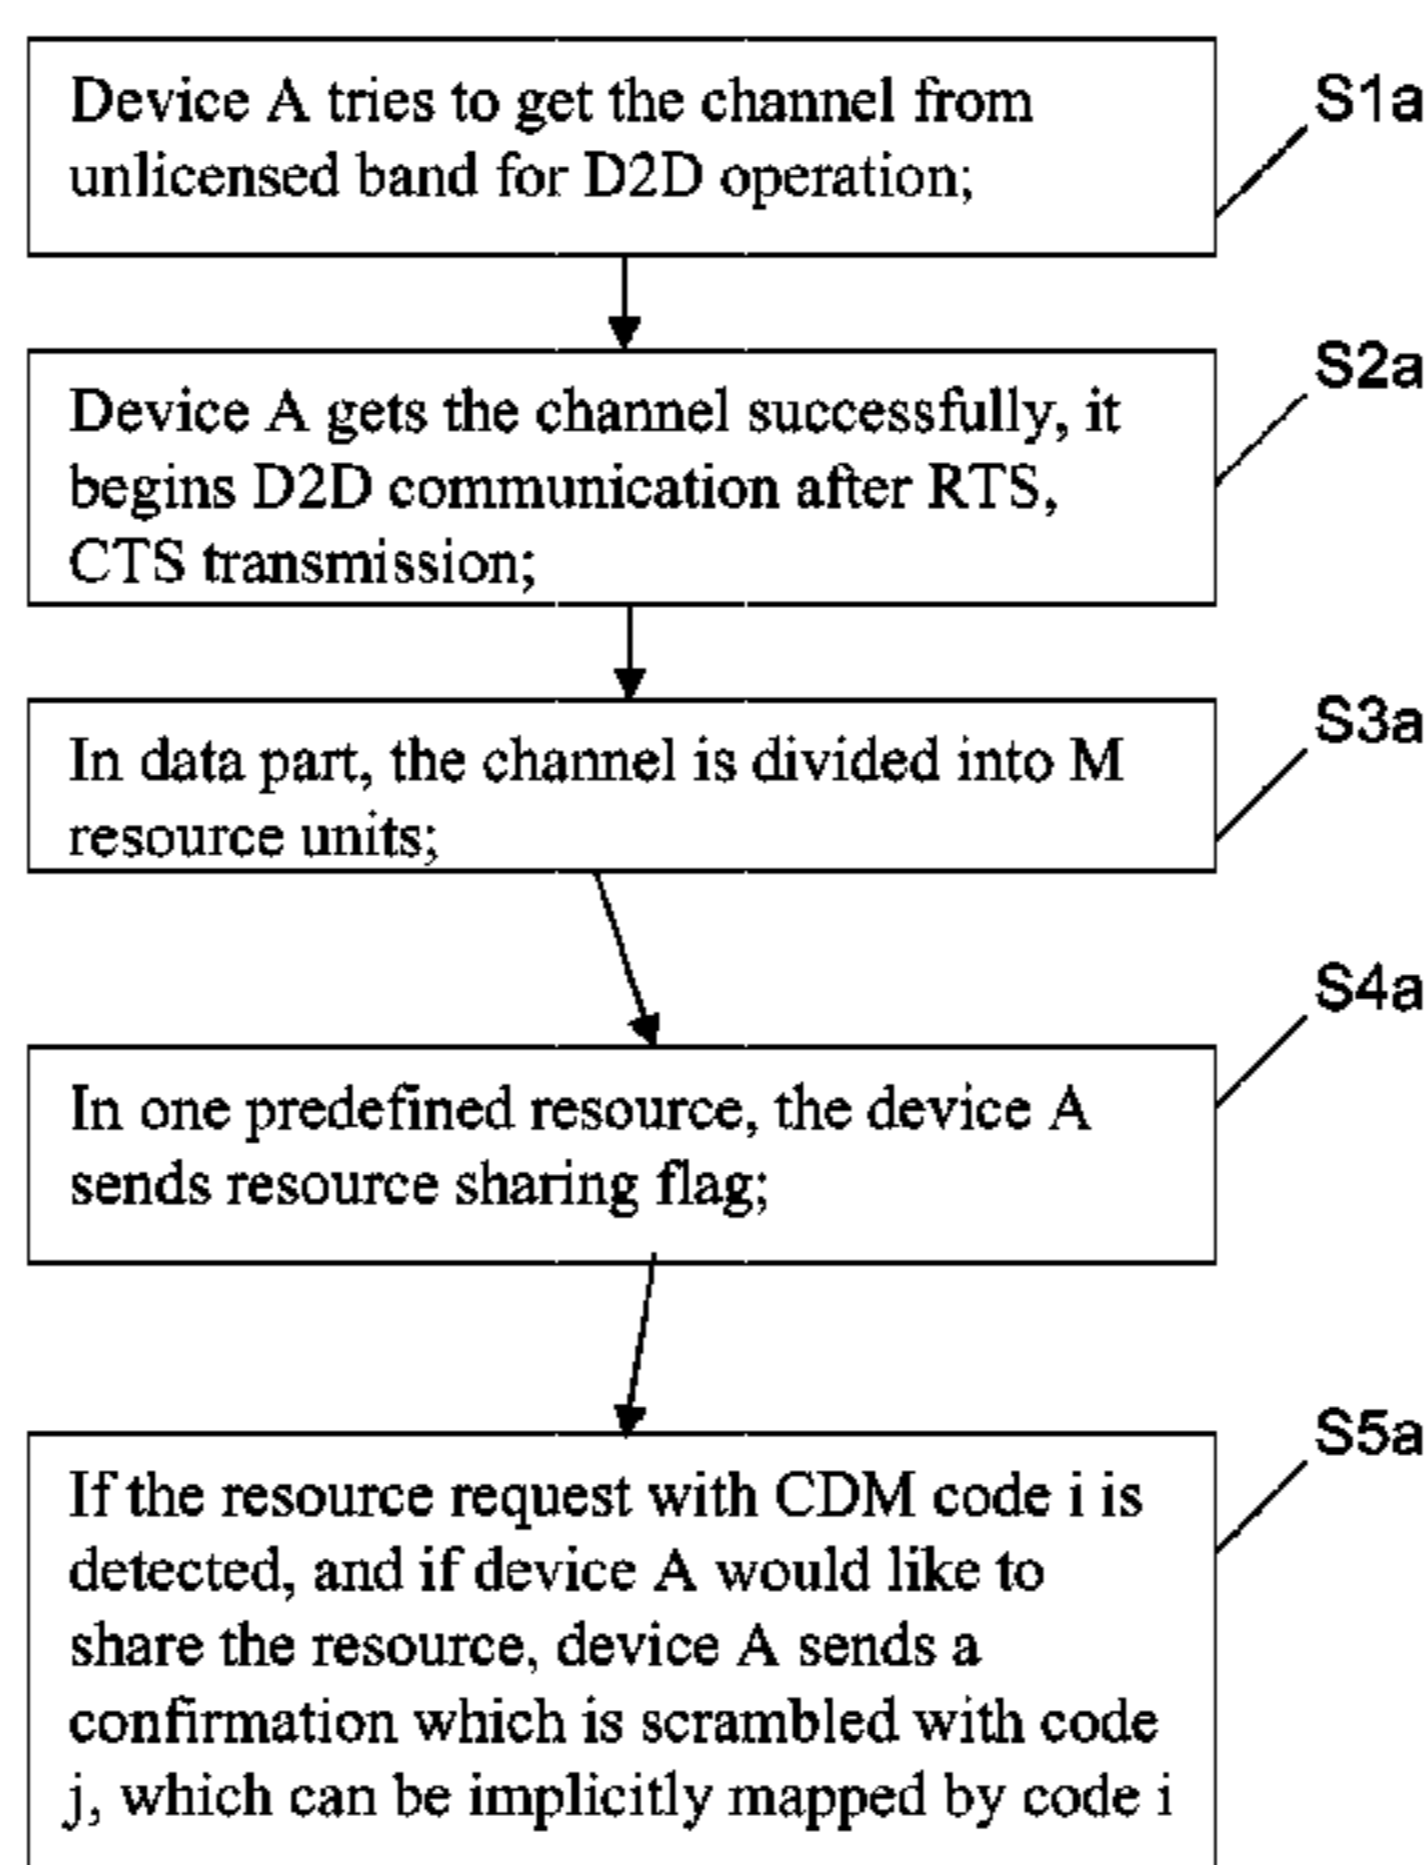 Device A tries to get the channel from
unlicensed band for D2D operation;
S1a
Device A gets the channel successfully, it
begins D2D communication after RTS,
CTS transmission;
S2a
In data part, the channel is divided into M
resource units;
S3a
In one predefined resource, the device A
sends resource sharing flag;
S4a
If the resource request with CDM code i is
detected, and if device A would like to
share the resource, device A sends a
confirmation which is scrambled with code
j, which can be implicitly mapped by code i
S5a